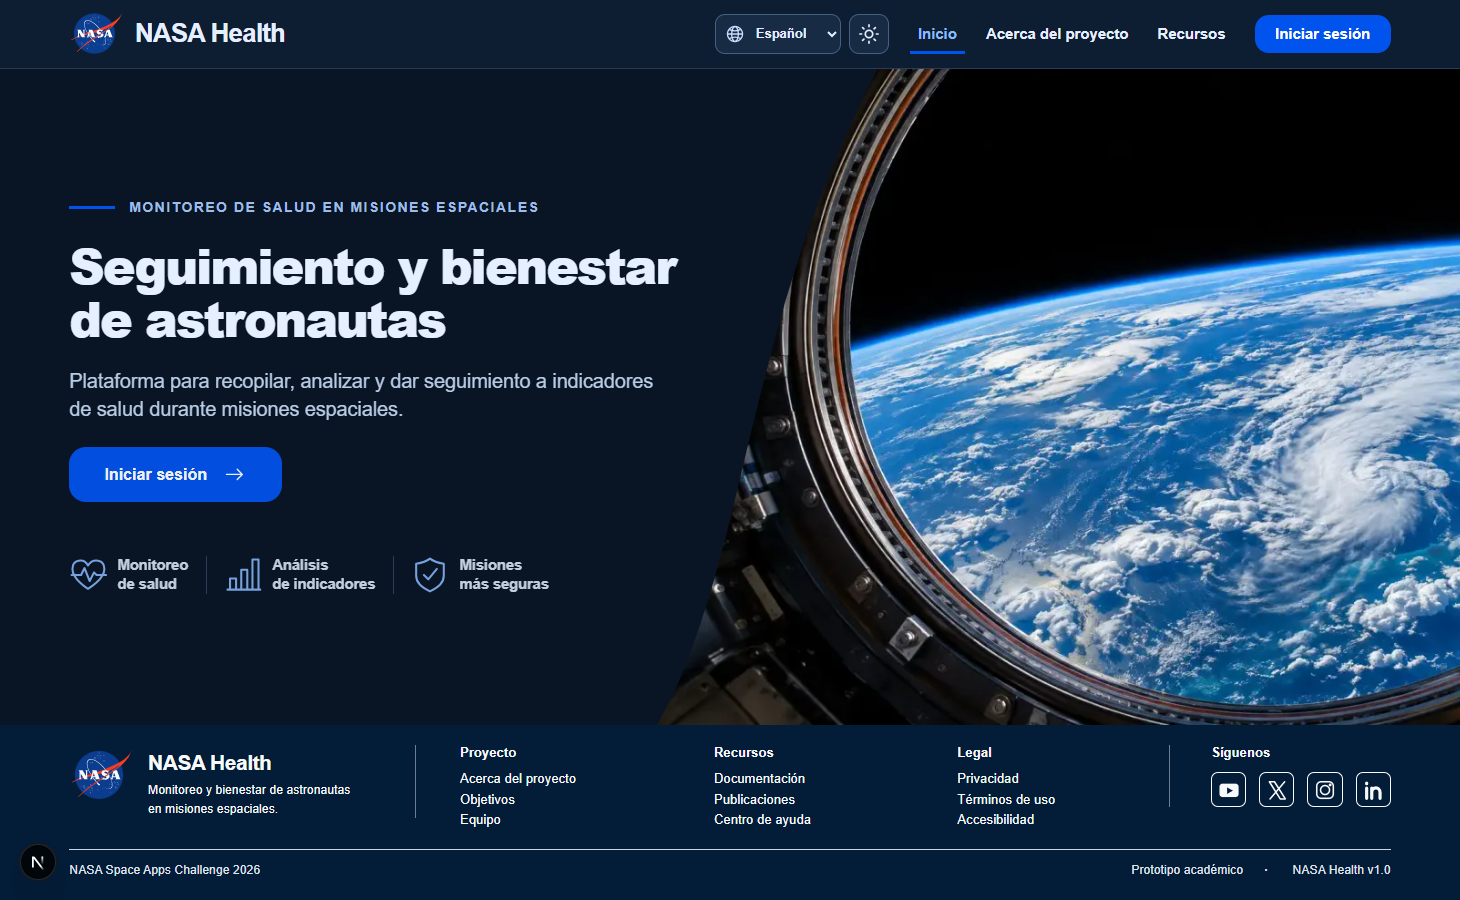 NASA
NASA Health
Español
Inicio
Acerca del proyecto
Recursos
Iniciar sesión
MONITOREO DE SALUD EN MISIONES ESPACIALES
Seguimiento y bienestar
de astronautas
Plataforma para recopilar, analizar y dar seguimiento a indicadores
de salud durante misiones espaciales.
Iniciar sesión →
Monitoreo
de salud
Análisis
de indicadores
Misiones
más seguras
NASA
NASA Health
Monitoreo y bienestar de astronautas
en misiones espaciales.
Proyecto
Acerca del proyecto
Objetivos
Equipo
Recursos
Documentación
Publicaciones
Centro de ayuda
Legal
Privacidad
Términos de uso
Accesibilidad
Síguenos
X
in
N
NASA Space Apps Challenge 2026
Prototipo académico · NASA Health v1.0